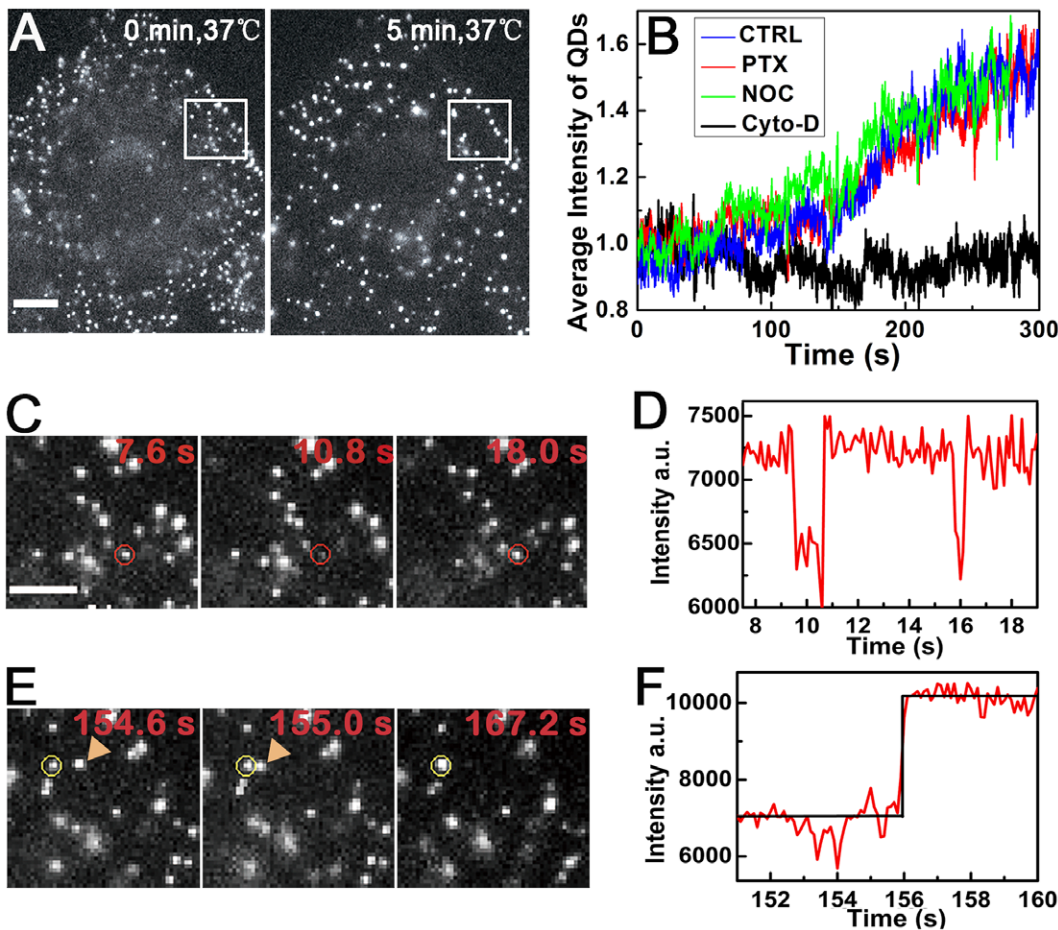 A
0 min,37℃
5 min,37℃
B
CTRL
PTX
NOC
Cyto-D
Average Intensity of QDs
1.6
1.4
1.2
1.0
0.8
0
100
200
300
Time (s)
C
7.6 s
10.8 s
18.0 s
D
Intensity a.u.
7500
7000
6500
6000
8
10
12
14
16
18
Time (s)
E
154.6 s
155.0 s
167.2 s
F
Intensity a.u.
10000
8000
6000
152
154
156
158
160
Time (s)